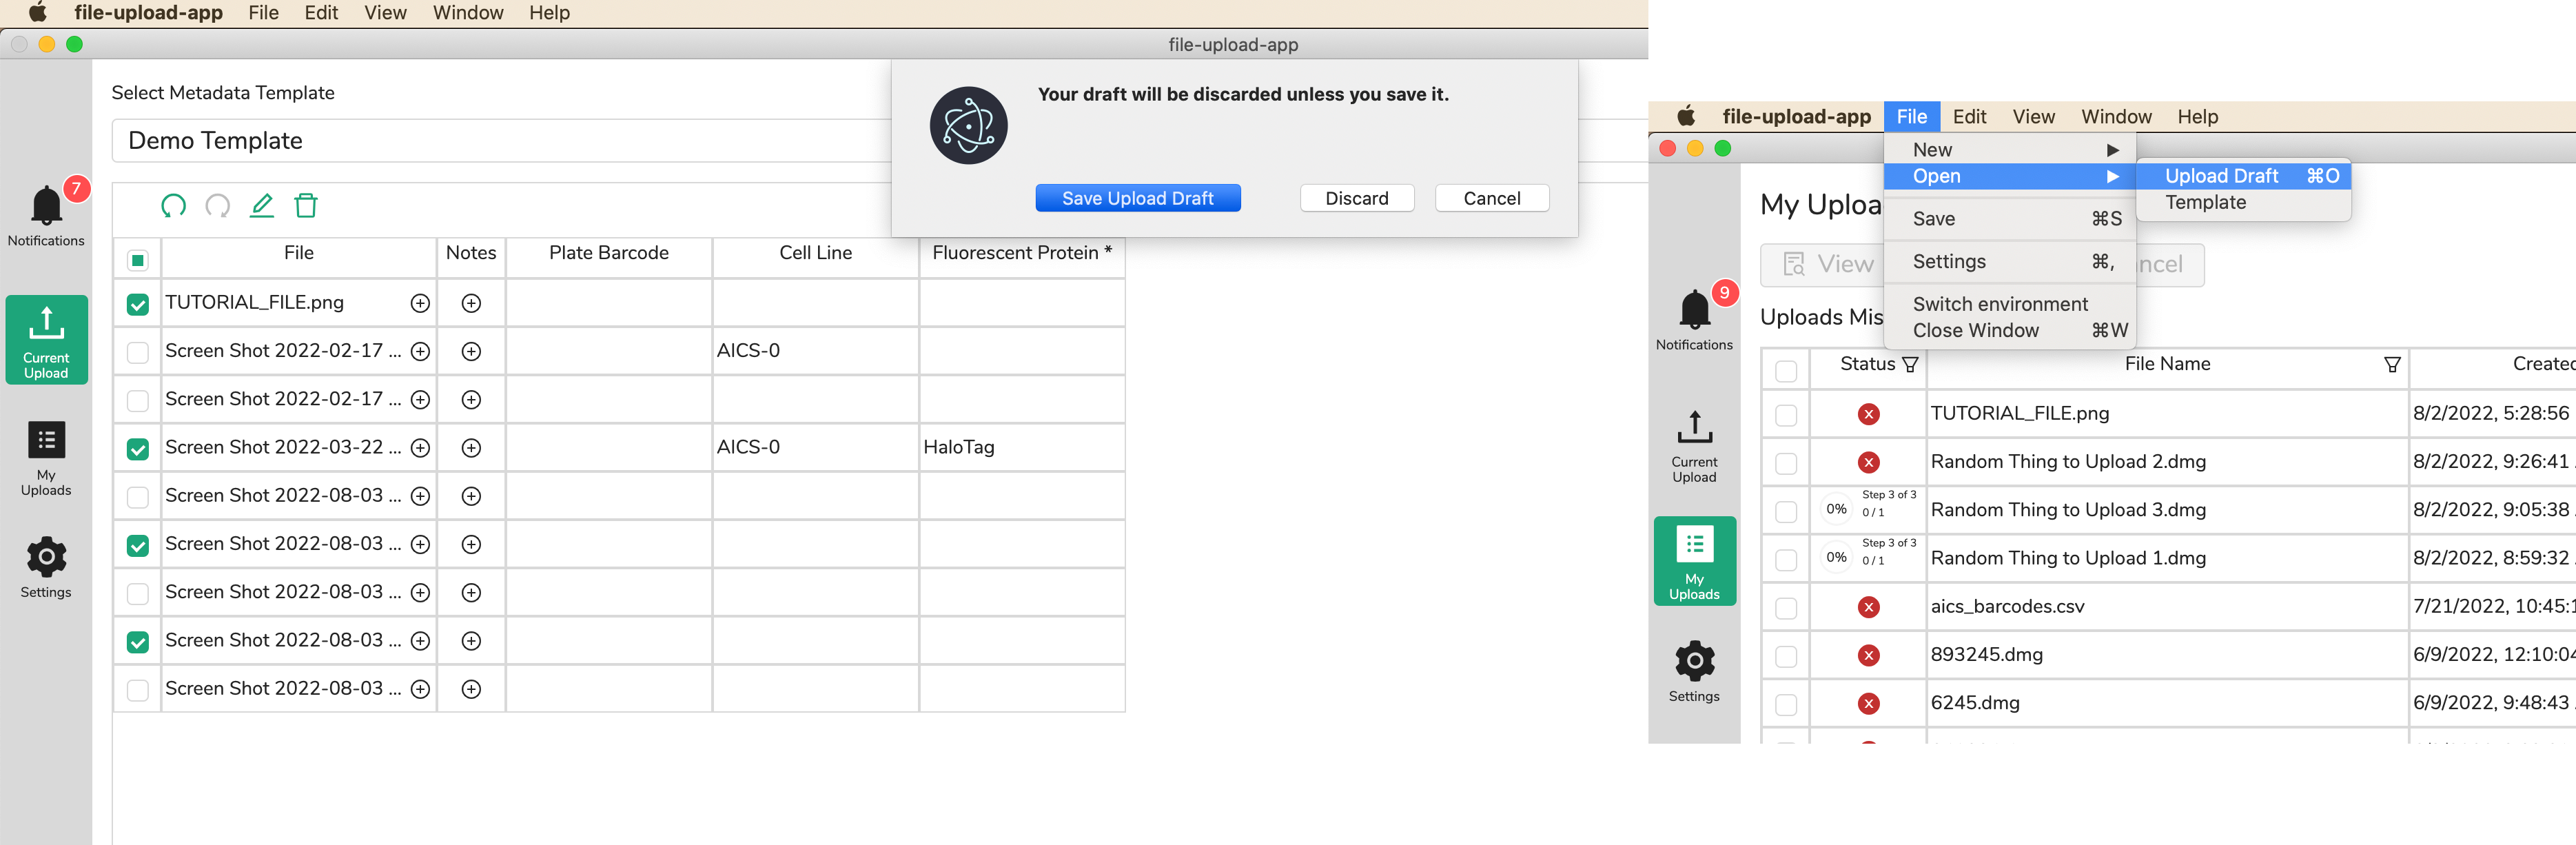 file-upload-app File Edit View Window Help
file-upload-app
Select Metadata Template
Demo Template
Your draft will be discarded unless you save it.
Save Upload Draft Discard Cancel
7
Notifications
Current
Upload
My
Uploads
Settings
File Notes Plate Barcode Cell Line Fluorescent Protein *
TUTORIAL_FILE.png
Screen Shot 2022-02-17 ... AICS-0
Screen Shot 2022-02-17 ...
Screen Shot 2022-03-22 ... AICS-0 HaloTag
Screen Shot 2022-08-03 ...
Screen Shot 2022-08-03 ...
Screen Shot 2022-08-03 ...
Screen Shot 2022-08-03 ...
Screen Shot 2022-08-03 ...
file-upload-app File Edit View Window Help
New ▶
Open ▶
Upload Draft ⌘O
Template
Save ⌘S
Settings ⌘,
Switch environment
Close Window ⌘W
My Uploa
View ncel
Uploads Mis
9
Notifications
Current
Upload
My
Uploads
Settings
Status File Name Created
TUTORIAL_FILE.png 8/2/2022, 5:28:56
Random Thing to Upload 2.dmg 8/2/2022, 9:26:41
0% Step 3 of 3
0 / 1
Random Thing to Upload 3.dmg 8/2/2022, 9:05:38
0% Step 3 of 3
0 / 1
Random Thing to Upload 1.dmg 8/2/2022, 8:59:32
aics_barcodes.csv 7/21/2022, 10:45:1
893245.dmg 6/9/2022, 12:10:04
6245.dmg 6/9/2022, 9:48:43